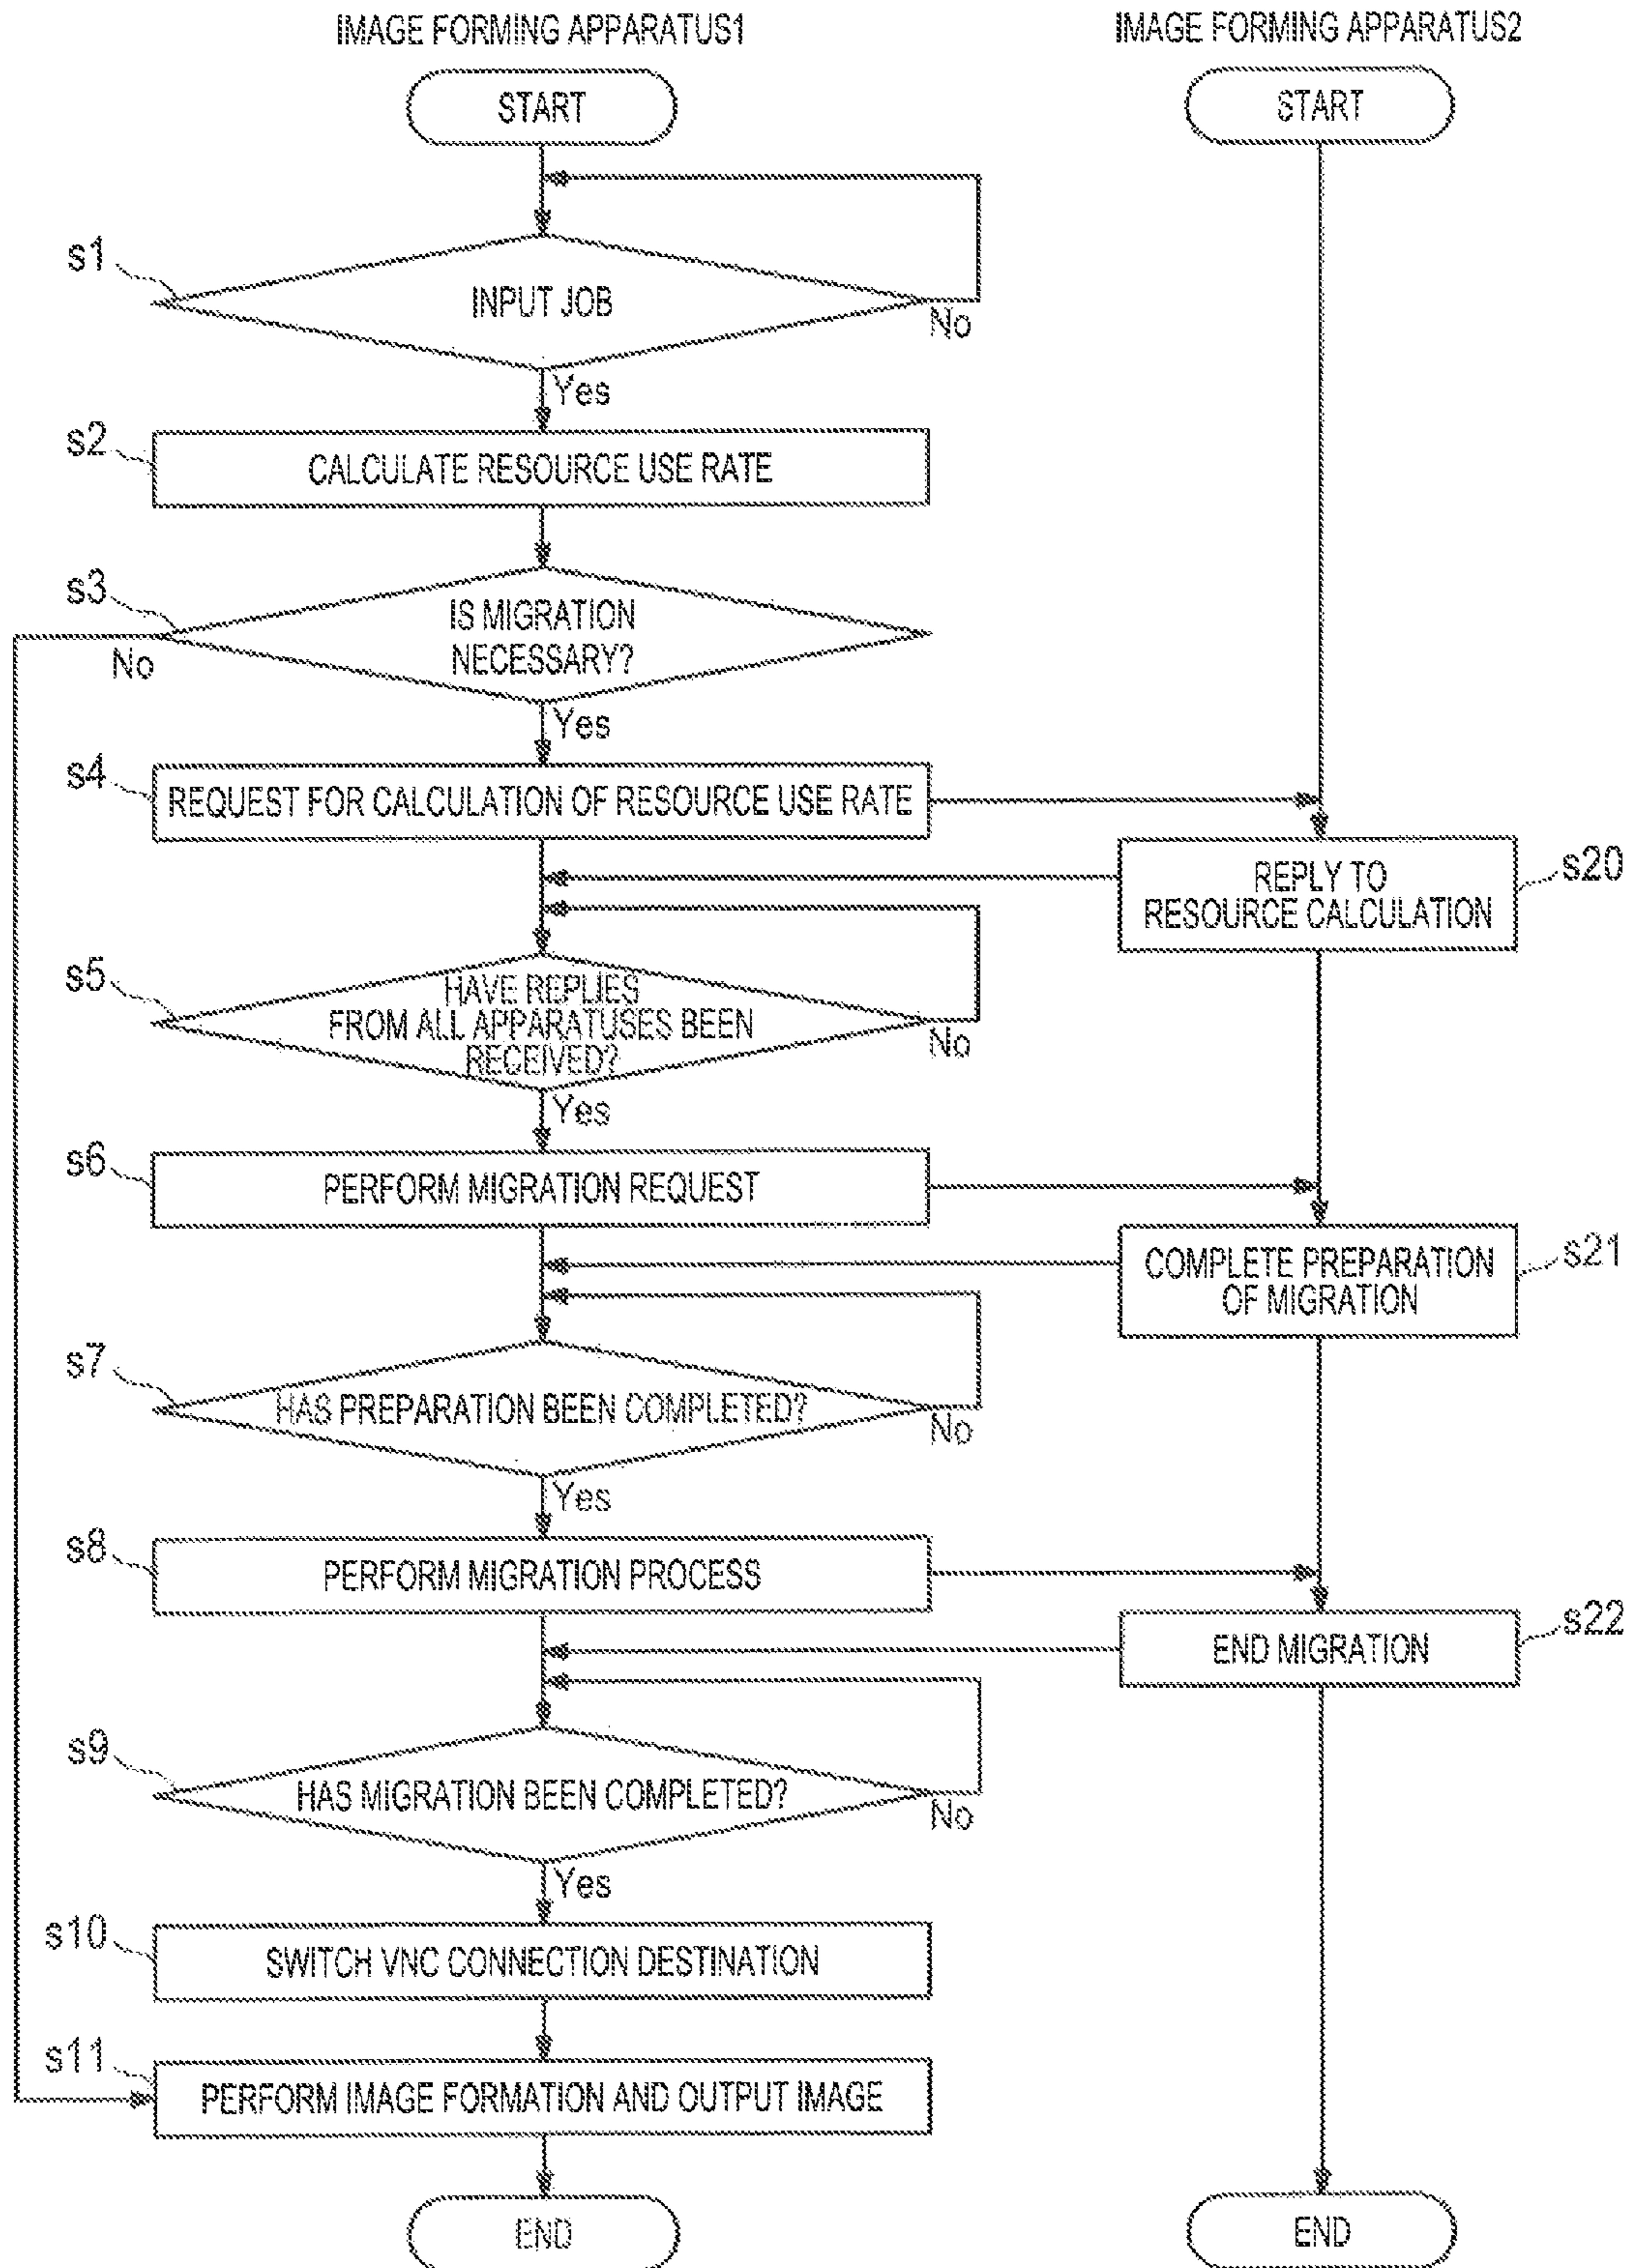 IMAGE FORMING APPARATUS1
IMAGE FORMING APPARATUS2
START
START
s1
INPUT JOB
No
Yes
s2
CALCULATE RESOURCE USE RATE
s3
IS MIGRATION
NECESSARY?
No
Yes
s4
REQUEST FOR CALCULATION OF RESOURCE USE RATE
REPLY TO
RESOURCE CALCULATION
s20
s5
HAVE REPLIES
FROM ALL APPARATUSES BEEN
RECEIVED?
No
Yes
s6
PERFORM MIGRATION REQUEST
COMPLETE PREPARATION
OF MIGRATION
s21
s7
HAS PREPARATION BEEN COMPLETED?
No
Yes
s8
PERFORM MIGRATION PROCESS
END MIGRATION
s22
s9
HAS MIGRATION BEEN COMPLETED?
No
Yes
s10
SWITCH VNC CONNECTION DESTINATION
s11
PERFORM IMAGE FORMATION AND OUTPUT IMAGE
END
END